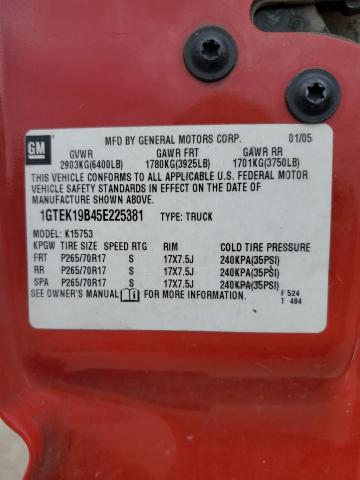 GM
MFD BY GENERAL MOTORS CORP. 01/05
GVWR GAWR FRT GAWR RR
2903KG(6400LB) 1780KG(3925LB) 1701KG(3750LB)
THIS VEHICLE CONFORMS TO ALL APPLICABLE U.S. FEDERAL MOTOR
VEHICLE SAFETY STANDARDS IN EFFECT ON THE DATE OF
MANUFACTURE SHOWN ABOVE.
1GTEK19B45E225381 TYPE: TRUCK
MODEL: K15753
KPGW TIRE SIZE SPEED RTG RIM COLD TIRE PRESSURE
FRT P265/70R17 S 17X7.5J 240KPA(35PSI)
RR P265/70R17 S 17X7.5J 240KPA(35PSI)
SPA P265/70R17 S 17X7.5J 240KPA(35PSI)
SEE OWNER'S MANUAL FOR MORE INFORMATION. F 524
T 484